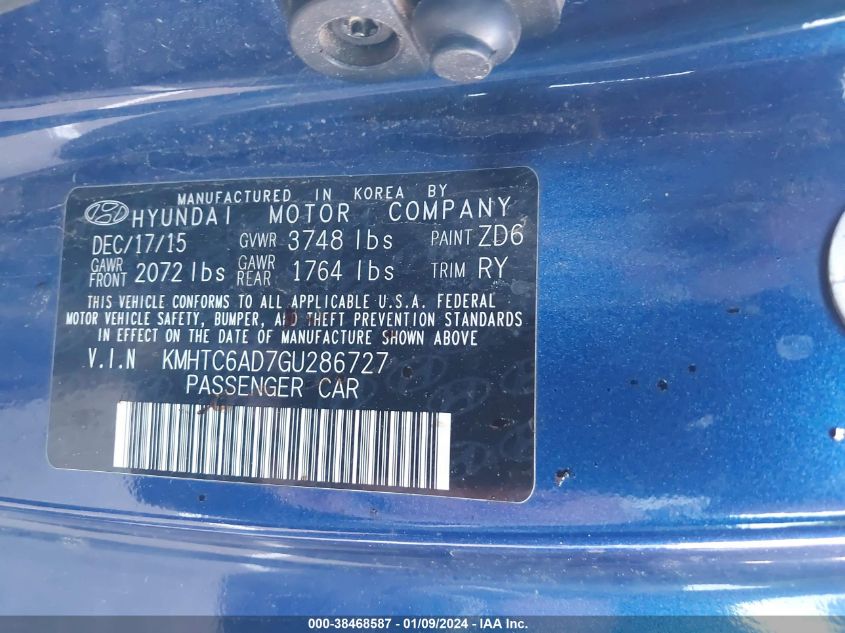 MANUFACTURED IN KOREA BY
HYUNDAI MOTOR COMPANY
DEC/17/15 GVWR 3748 lbs PAINT ZD6
GAWR FRONT 2072 lbs GAWR REAR 1764 lbs TRIM RY
THIS VEHICLE CONFORMS TO ALL APPLICABLE U.S.A. FEDERAL
MOTOR VEHICLE SAFETY, BUMPER, AND THEFT PREVENTION STANDARDS
IN EFFECT ON THE DATE OF MANUFACTURE SHOWN ABOVE
V.I.N KMHTC6AD7GU286727
PASSENGER CAR
000-38468587 - 01/09/2024 - IAA Inc.